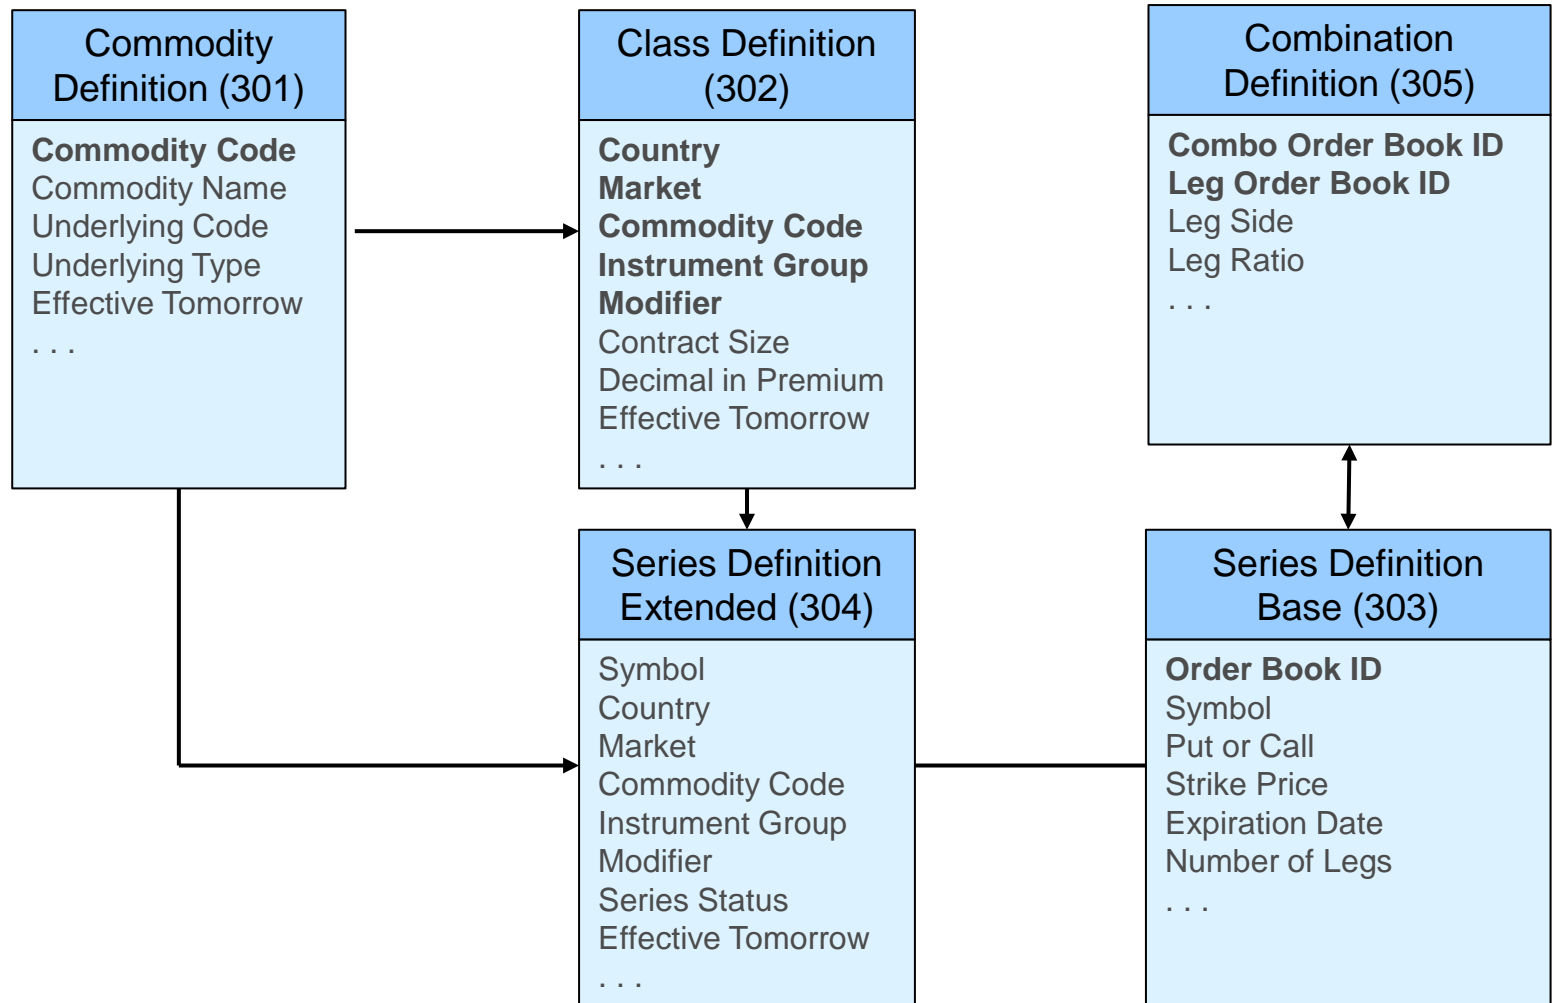 Commodity
Definition (301)
Commodity Code
Commodity Name
Underlying Code
Underlying Type
Effective Tomorrow
. . .
Class Definition
(302)
Country
Market
Commodity Code
Instrument Group
Modifier
Contract Size
Decimal in Premium
Effective Tomorrow
. . .
Combination
Definition (305)
Combo Order Book ID
Leg Order Book ID
Leg Side
Leg Ratio
. . .
Series Definition
Extended (304)
Symbol
Country
Market
Commodity Code
Instrument Group
Modifier
Series Status
Effective Tomorrow
. . .
Series Definition
Base (303)
Order Book ID
Symbol
Put or Call
Strike Price
Expiration Date
Number of Legs
. . .